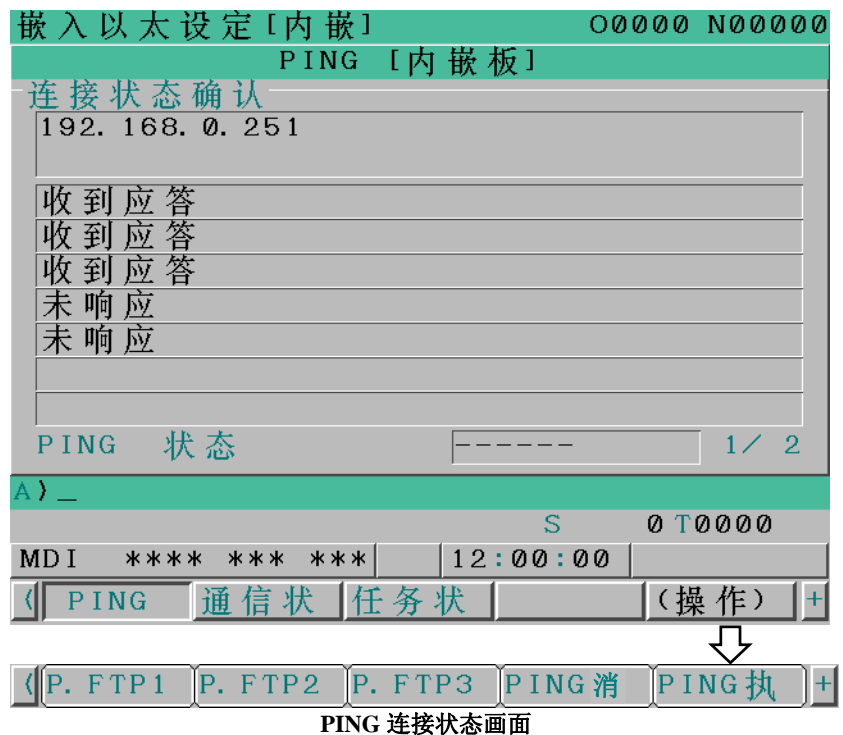 嵌入以太设定[内嵌] O0000 N00000
PING [内嵌板]
连接状态确认
192.168.0.251
收到应答
收到应答
收到应答
未响应
未响应
PING 状态 ------ 1/ 2
A)_
S 0 T0000
MDI **** *** *** 12:00:00
( PING 通信状 任务状 (操作) +
( P.FTP1 P.FTP2 P.FTP3 PING消 PING执 +
PING 连接状态画面